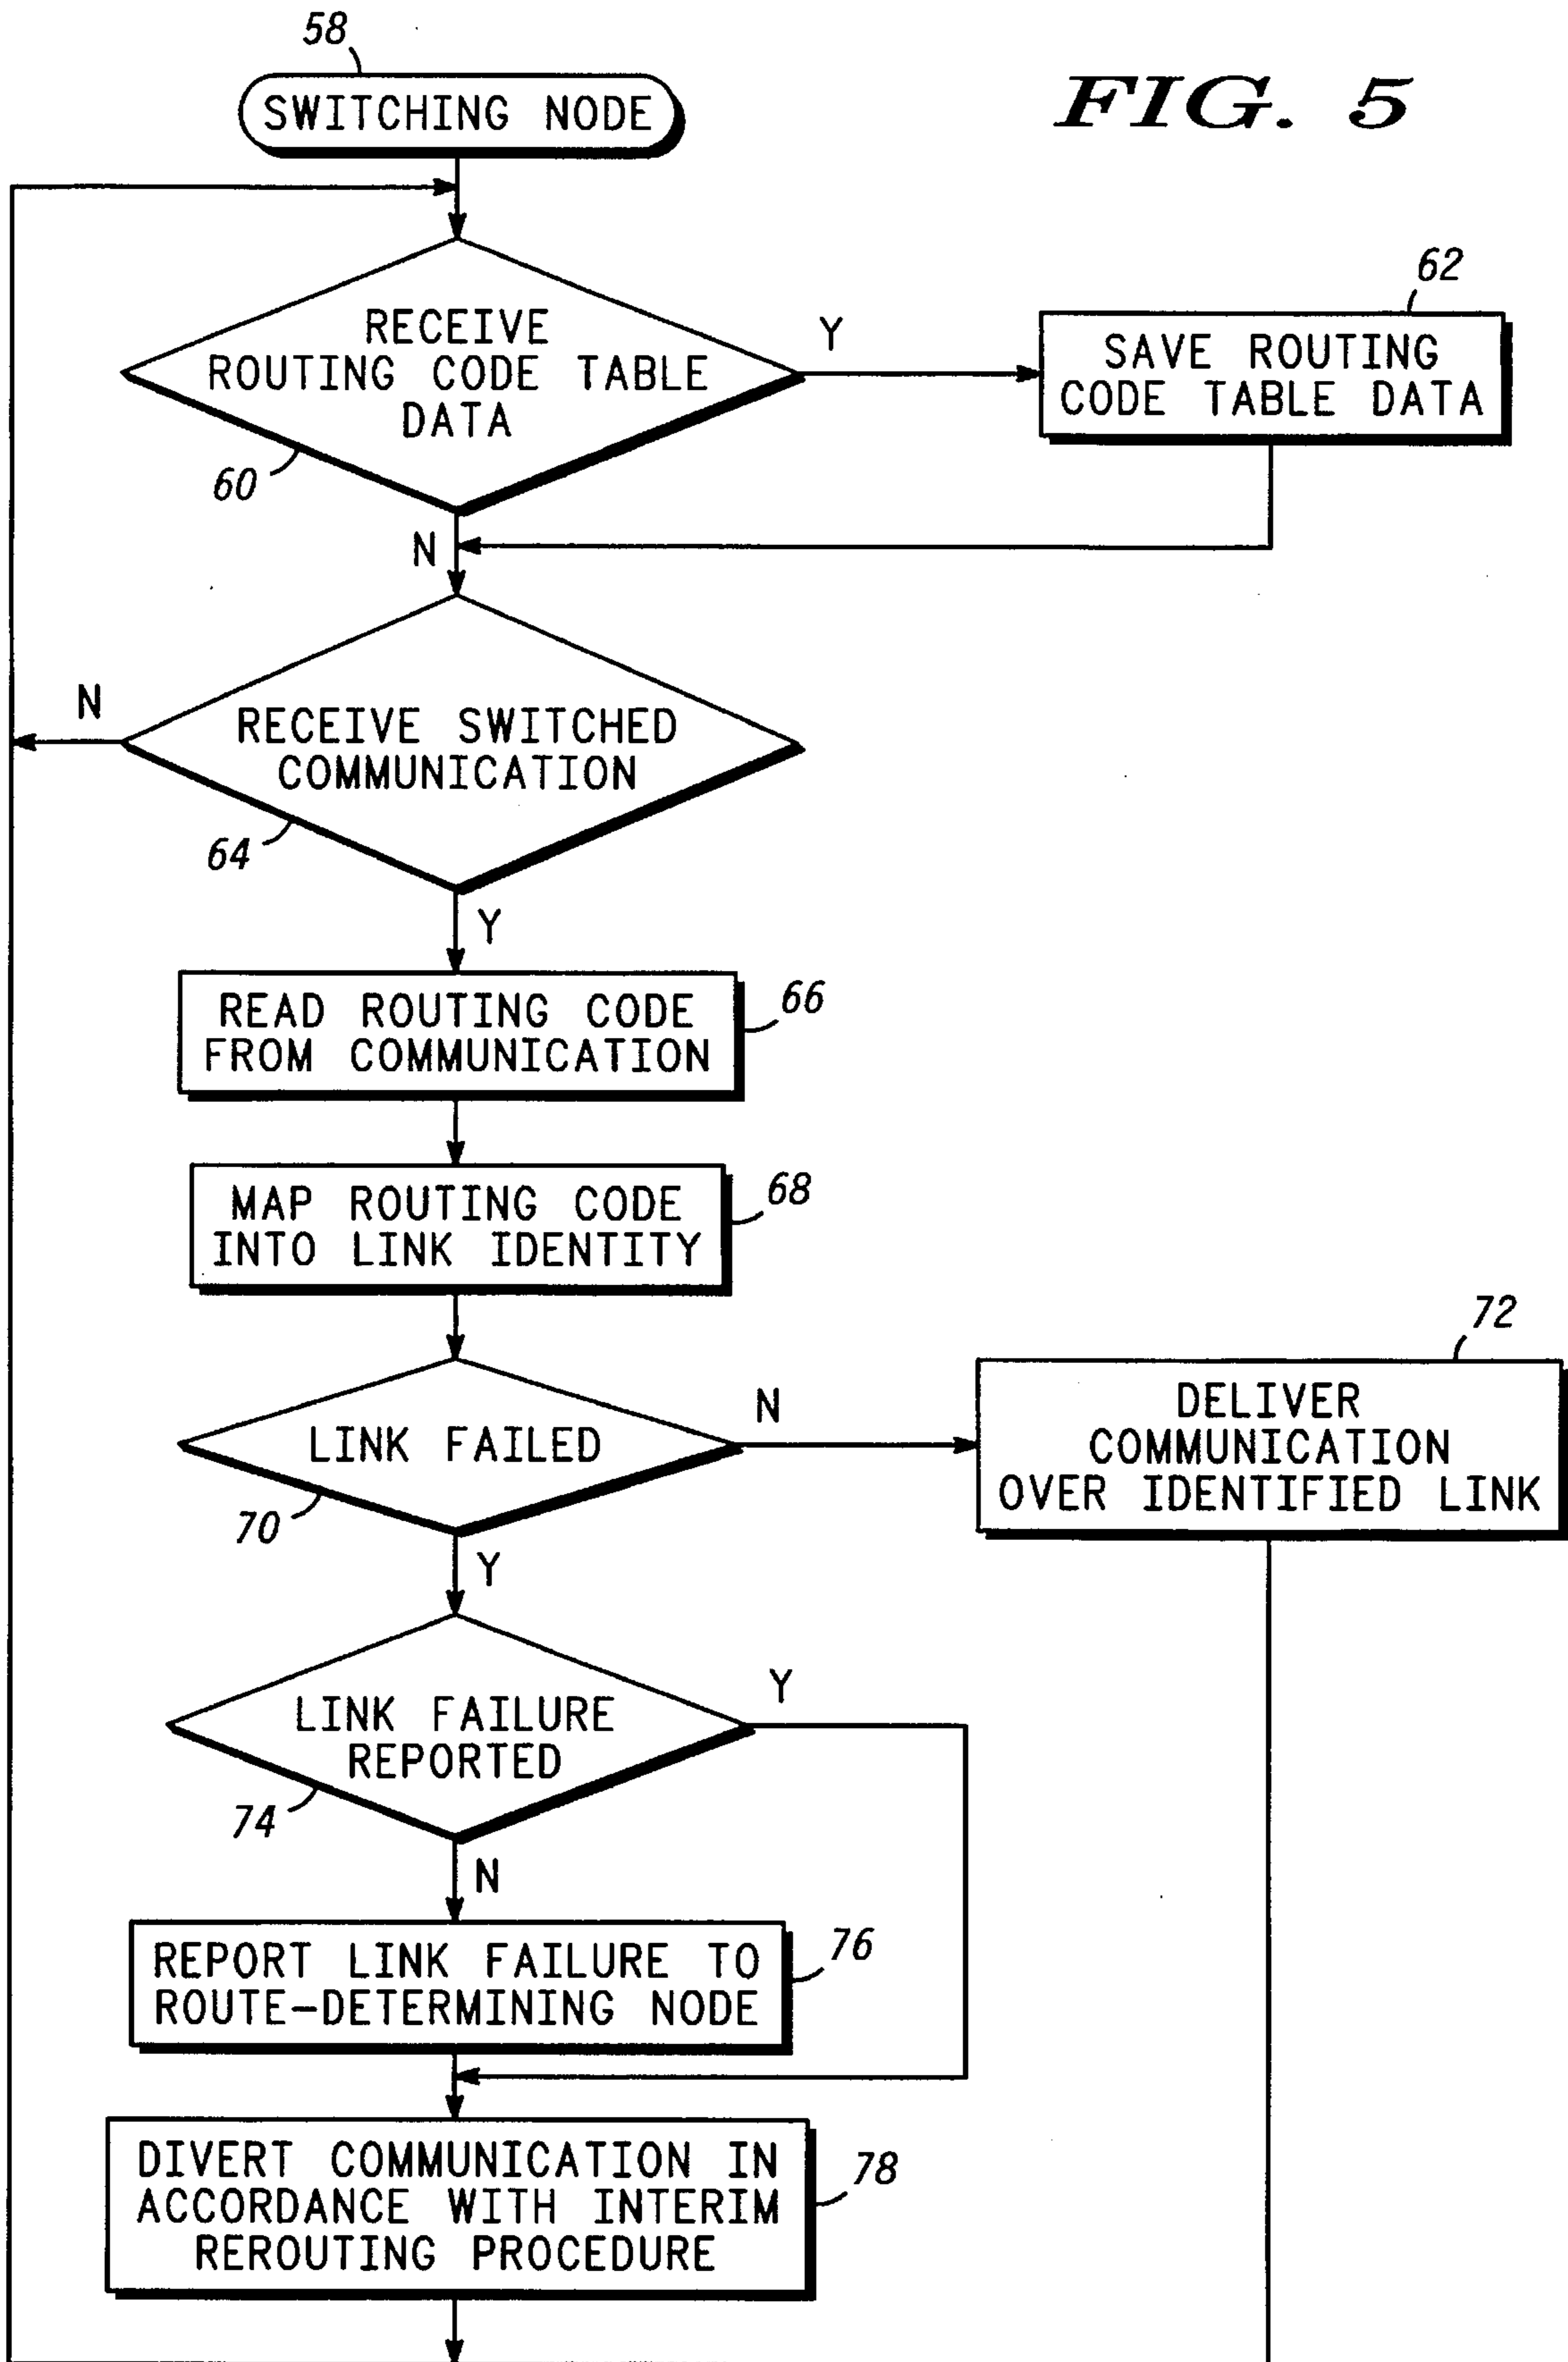 58
SWITCHING NODE
FIG. 5
RECEIVE
ROUTING CODE TABLE
DATA
60
Y
62
SAVE ROUTING
CODE TABLE DATA
N
N
RECEIVE SWITCHED
COMMUNICATION
64
Y
READ ROUTING CODE
FROM COMMUNICATION
66
MAP ROUTING CODE
INTO LINK IDENTITY
68
LINK FAILED
70
N
72
DELIVER
COMMUNICATION
OVER IDENTIFIED LINK
Y
LINK FAILURE
REPORTED
74
Y
N
REPORT LINK FAILURE TO
ROUTE-DETERMINING NODE
76
DIVERT COMMUNICATION IN
ACCORDANCE WITH INTERIM
REROUTING PROCEDURE
78